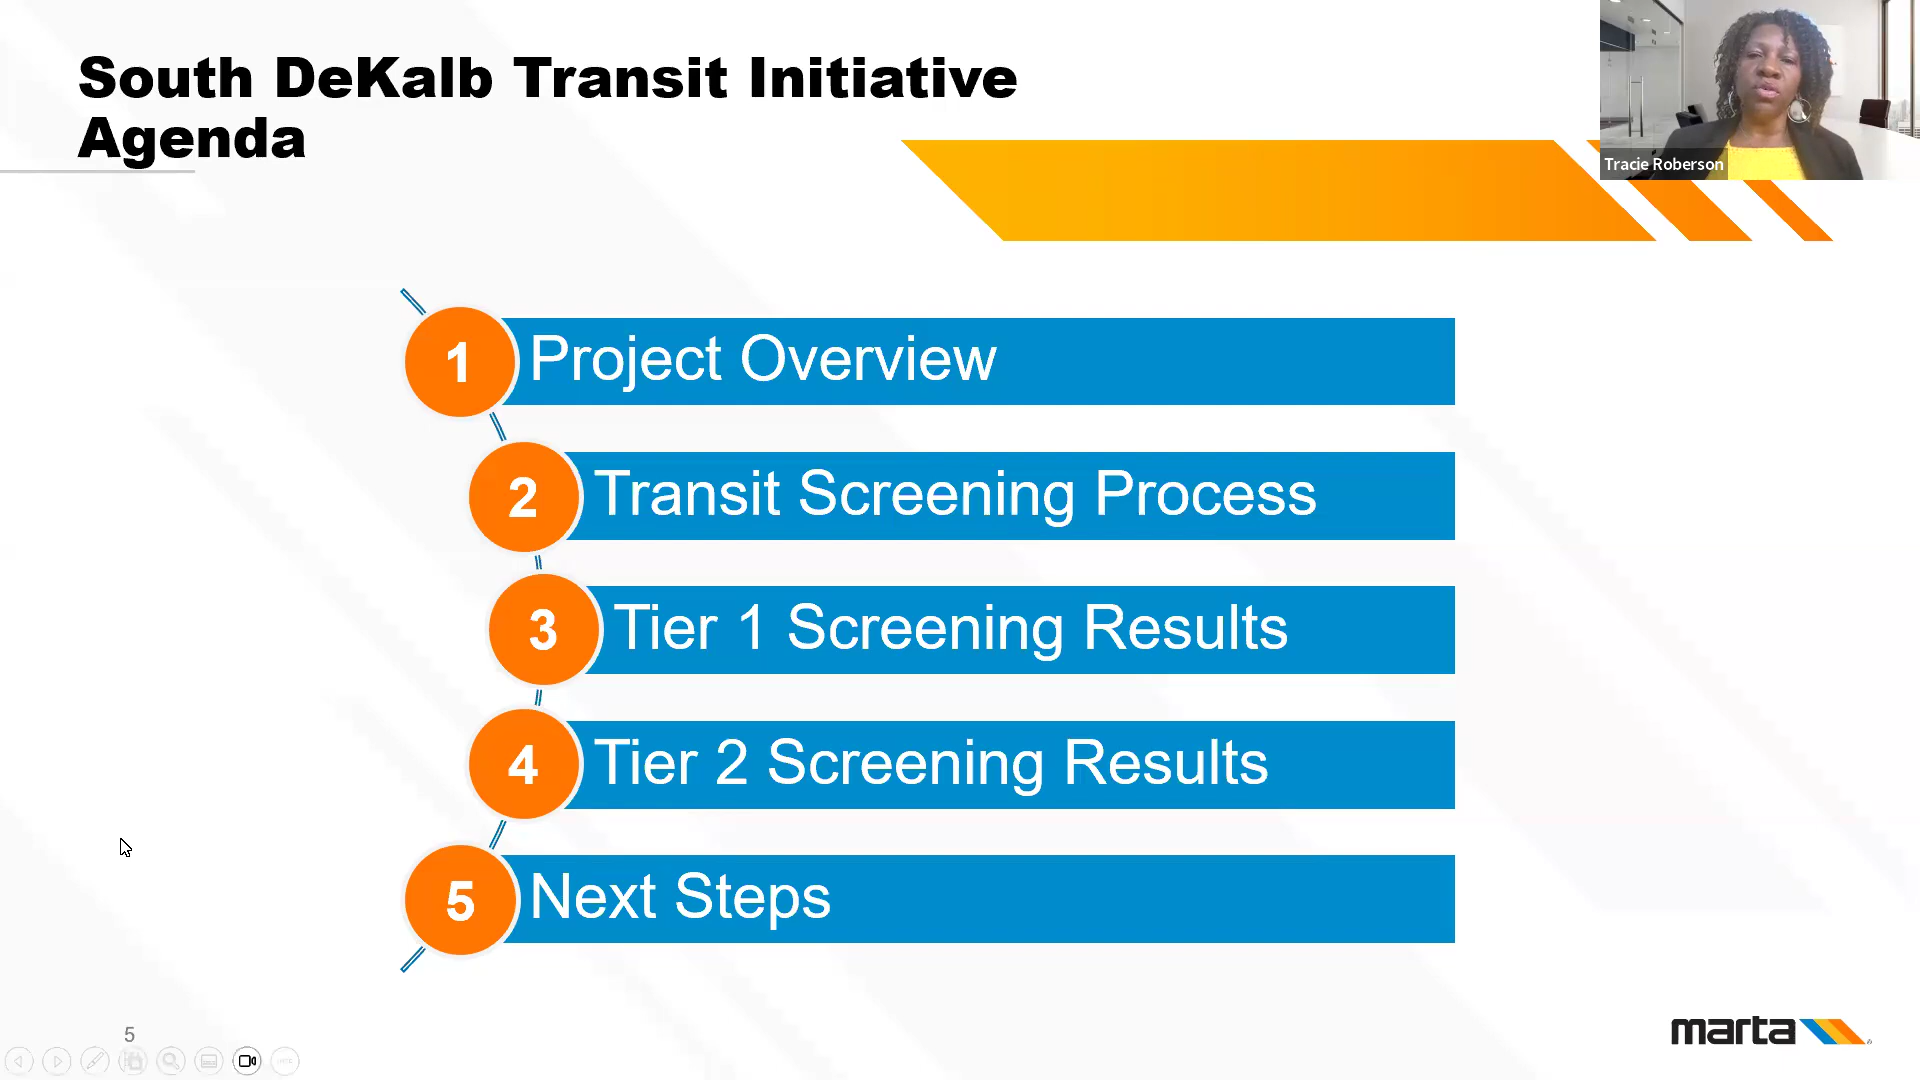 South DeKalb Transit Initiative
Agenda
Tracie Roberson
1 Project Overview
2 Transit Screening Process
3 Tier 1 Screening Results
4 Tier 2 Screening Results
5 Next Steps
5
marta